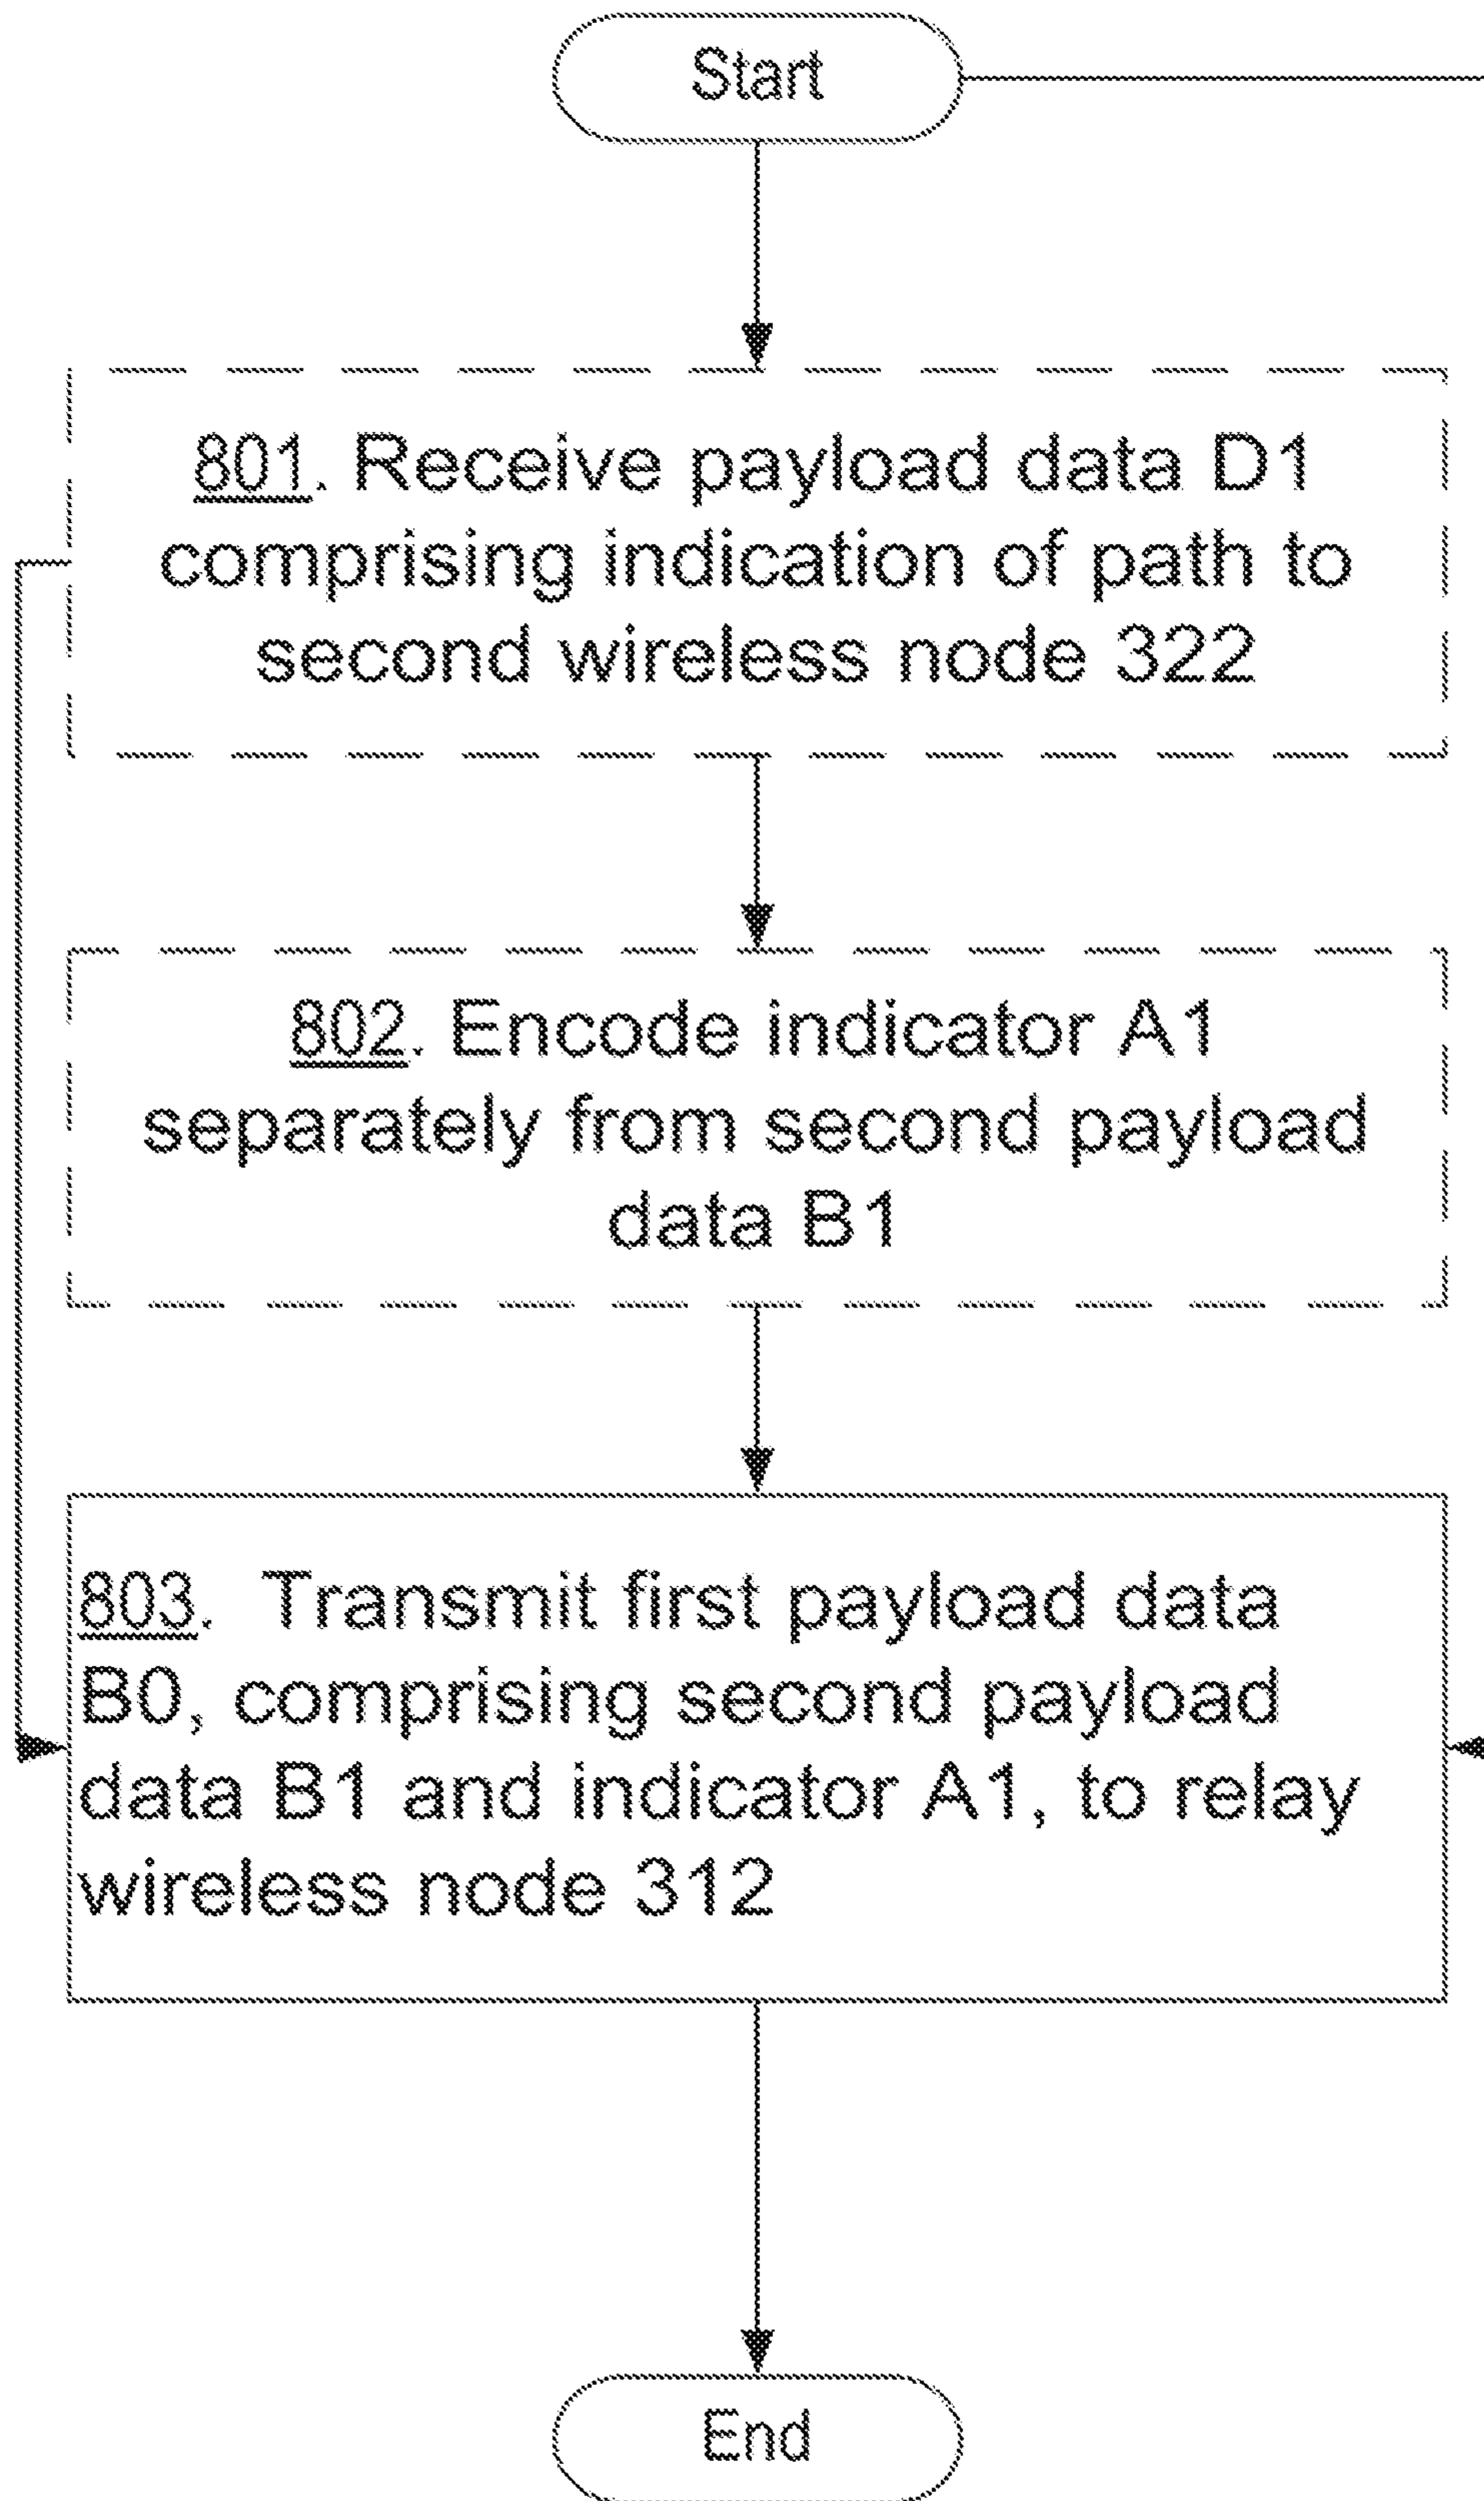 Start
801. Receive payload data D1
comprising indication of path to
second wireless node 322
802. Encode indicator A1
separately from second payload
data B1
803. Transmit first payload data
B0, comprising second payload
data B1 and indicator A1, to relay
wireless node 312
End